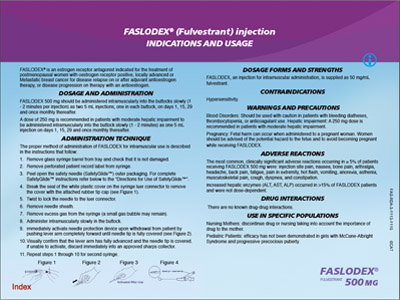 FASLODEX® (Fulvestrant) injection
INDICATIONS AND USAGE
FASLODEX® is an estrogen receptor antagonist indicated for the treatment of
postmenopausal women with oestrogen receptor positive, locally advanced or
metastatic breast cancer for disease relapse on or after adjuvant antioestrogen
therapy, or disease progression on therapy with an antioestrogen.
DOSAGE AND ADMINISTRATION
FASLODEX 500 mg should be administered intramuscularly into the buttocks slowly (1
- 2 minutes per injection) as two 5 mL injections, one in each buttock, on days 1, 15, 29
and once monthly thereafter.
A dose of 250 mg is recommended in patients with moderate hepatic impairment to
be administered intramuscularly into the buttock slowly (1 - 2 minutes) as one 5 mL
injection on days 1, 15, 29 and once monthly thereafter.
ADMINISTRATION TECHNIQUE
The proper method of administration of FASLODEX for intramuscular use is described
in the instructions that follow:
1. Remove glass syringe barrel from tray and check that it is not damaged.
2. Remove perforated patient record label from syringe.
3. Peel open the safety needle (SafetyGlide™) outer packaging. For complete
SafetyGlide™ instructions refer below to the "Directions for Use of SafetyGlide™".
4. Break the seal of the white plastic cover on the syringe luer connector to remove
the cover with the attached rubber tip cap (see Figure 1).
5. Twist to lock the needle to the luer connector.
6. Remove needle sheath.
7. Remove excess gas from the syringe (a small gas bubble may remain).
8. Administer intramuscularly slowly in the buttock.
9. Immediately activate needle protection device upon withdrawal from patient by
pushing lever arm completely forward until needle tip is fully covered (see Figure 2).
10. Visually confirm that the lever arm has fully advanced and the needle tip is covered.
If unable to activate, discard immediately into an approved sharps collector.
11. Repeat steps 1 through 10 for second syringe.
Figure 1
Figure 2
Figure 3
Figure 4
Index
DOSAGE FORMS AND STRENGTHS
FASLODEX, an injection for intramuscular administration, is supplied as 50 mg/mL
fulvestrant.
CONTRAINDICATIONS
Hypersensitivity.
WARNINGS AND PRECAUTIONS
Blood Disorders: Should be used with caution in patients with bleeding diatheses,
thrombocytopenia, or anticoagulant use. Hepatic Impairment: A 250 mg dose is
recommended in patients with moderate hepatic impairment.
Pregnancy: Fetal harm can occur when administered to a pregnant woman. Women
should be advised of the potential hazard to the fetus and to avoid becoming pregnant
while receiving FASLODEX.
ADVERSE REACTIONS
The most common, clinically significant adverse reactions occurring in ≥ 5% of patients
receiving FASLODEX 500 mg were: injection site pain, nausea, bone pain, arthralgia,
headache, back pain, fatigue, pain in extremity, hot flash, vomiting, anorexia, asthenia,
musculoskeletal pain, cough, dyspnea, and constipation.
Increased hepatic enzymes (ALT, AST, ALP) occurred in >15% of FASLODEX patients
and were not dose-dependent.
DRUG INTERACTIONS
There are no known drug-drug interactions.
USE IN SPECIFIC POPULATIONS
Nursing Mothers: discontinue drug or nursing taking into account the importance of
drug to the mother.
Pediatric Patients: efficacy has not been demonstrated in girls with McCune-Albright
Syndrome and progressive precocious puberty.
FASLODEX®
fulvestrant
500 MG